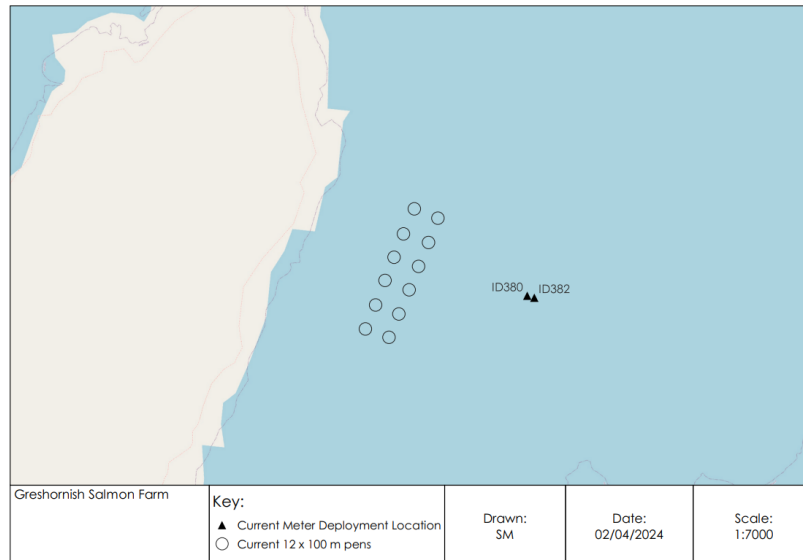 ID380 ID382
Greshornish Salmon Farm
Key:
Current Meter Deployment Location
Current 12 x 100 m pens
Drawn:
SM
Date:
02/04/2024
Scale:
1:7000